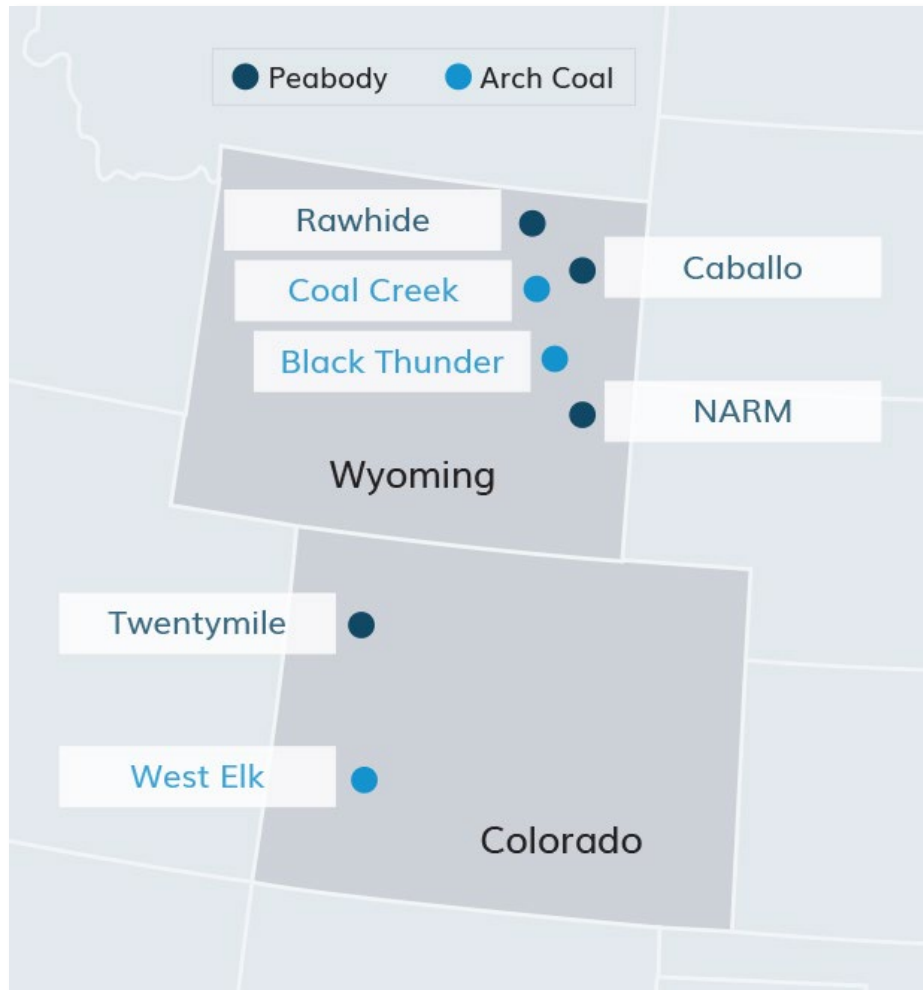 Peabody
Arch Coal
Rawhide
Caballo
Coal Creek
Black Thunder
NARM
Wyoming
Twentymile
West Elk
Colorado